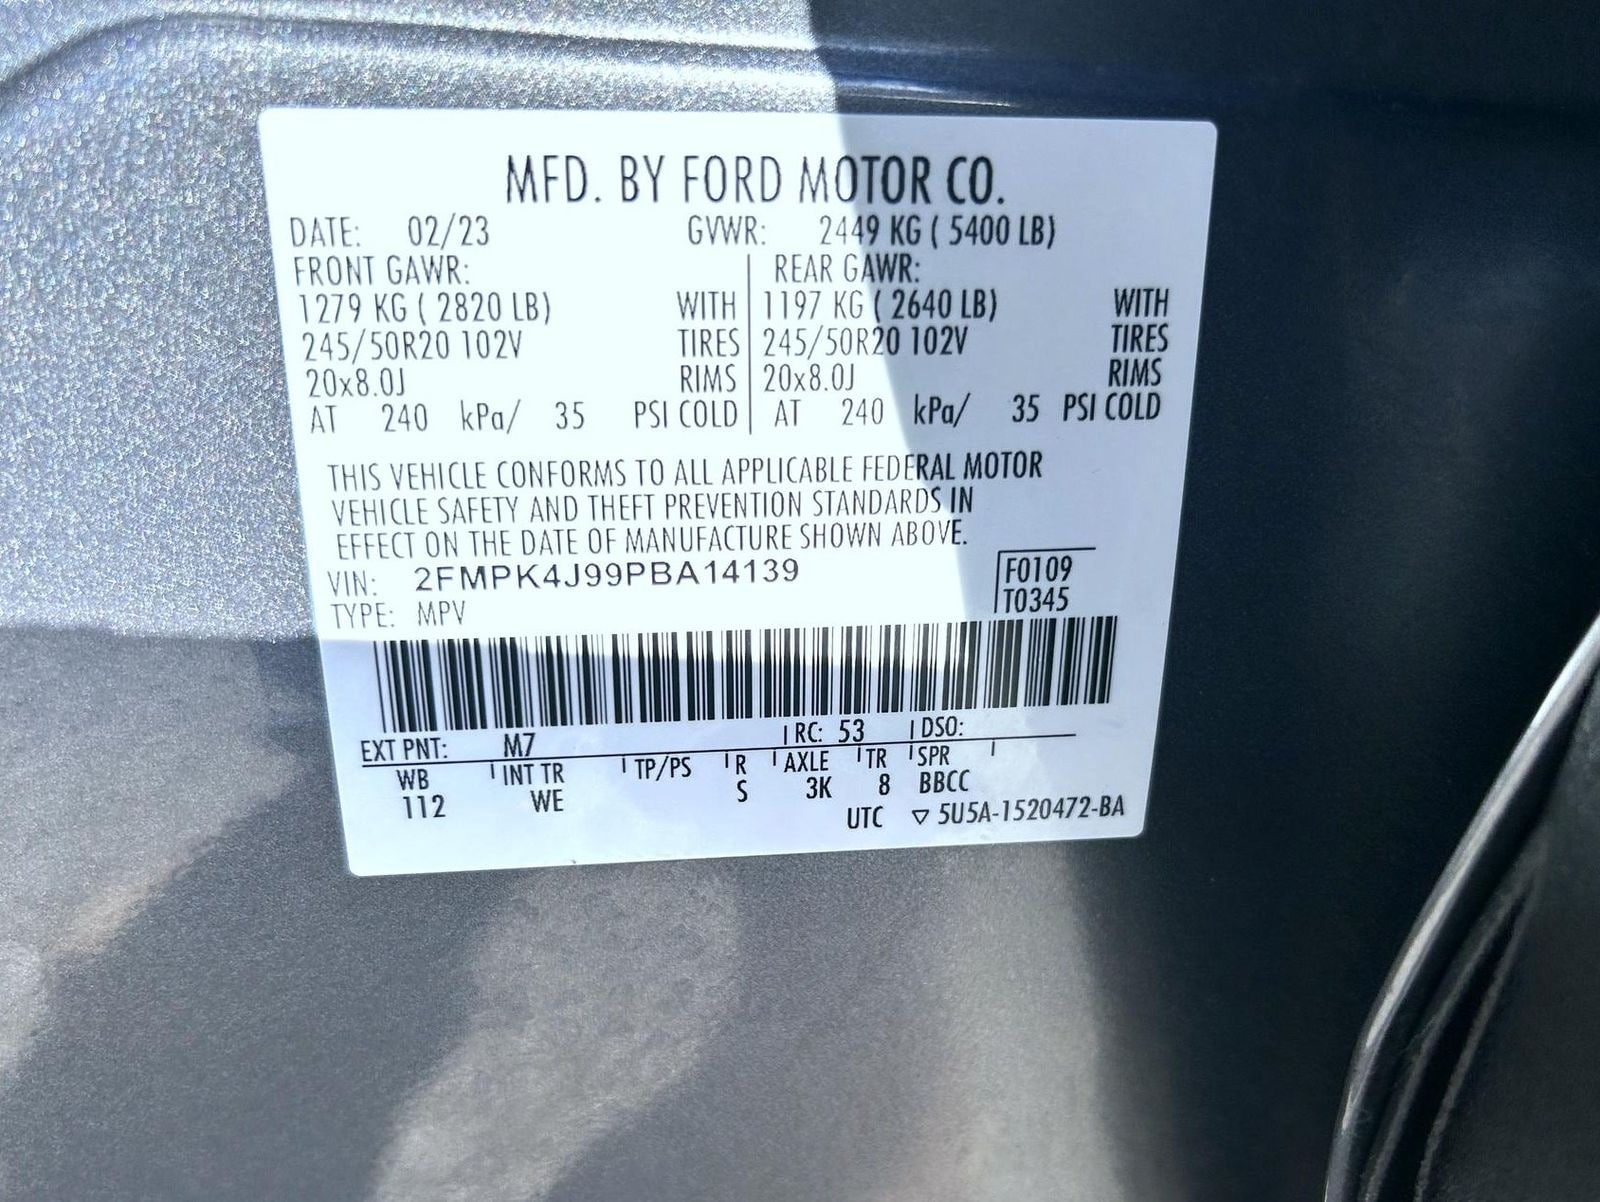 MFD. BY FORD MOTOR CO.
DATE: 02/23 GVWR: 2449 KG ( 5400 LB)
FRONT GAWR: REAR GAWR:
1279 KG ( 2820 LB) WITH 1197 KG ( 2640 LB) WITH
245/50R20 102V TIRES 245/50R20 102V TIRES
20x8.0J RIMS 20x8.0J RIMS
AT 240 kPa/ 35 PSI COLD AT 240 kPa/ 35 PSI COLD
THIS VEHICLE CONFORMS TO ALL APPLICABLE FEDERAL MOTOR
VEHICLE SAFETY AND THEFT PREVENTION STANDARDS IN
EFFECT ON THE DATE OF MANUFACTURE SHOWN ABOVE.
VIN: 2FMPK4J99PBA14139 F0109
TYPE: MPV T0345
EXT PNT: M7 RC: 53 DSO:
WB INT TR TP/PS R AXLE TR SPR
112 WE S 3K 8 BBCC
UTC ▽ 5U5A-1520472-BA